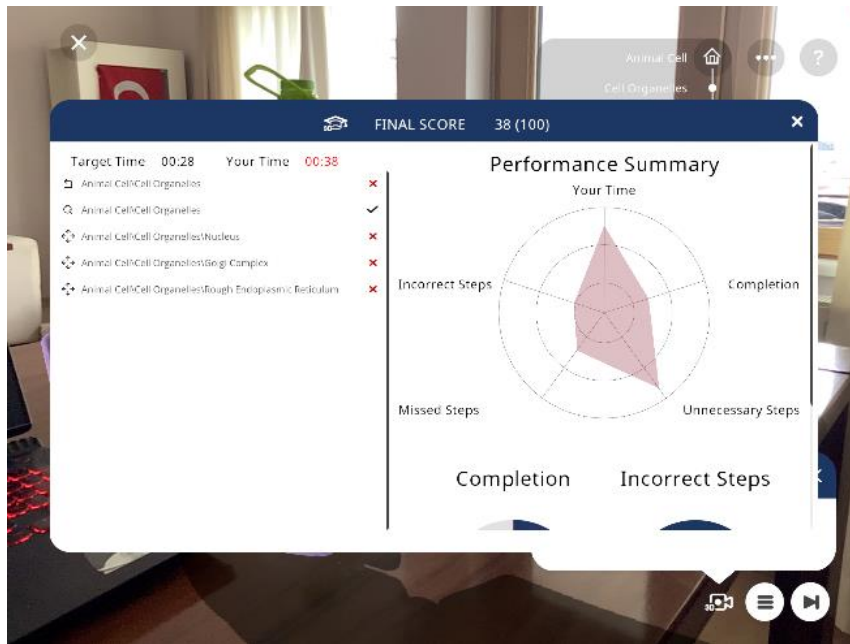 Animal Cell
Cell Organelles
?
FINAL SCORE 38 (100)
Target Time 00:28 Your Time 00:38
Animal Cell\Cell Organelles
Animal Cell\Cell Organelles
Animal Cell\Cell Organelles\Nucleus
Animal Cell\Cell Organelles\Golgi Complex
Animal Cell\Cell Organelles\Rough Endoplasmic Reticulum
Performance Summary
Your Time
Incorrect Steps
Completion
Missed Steps
Unnecessary Steps
Completion
Incorrect Steps
3D